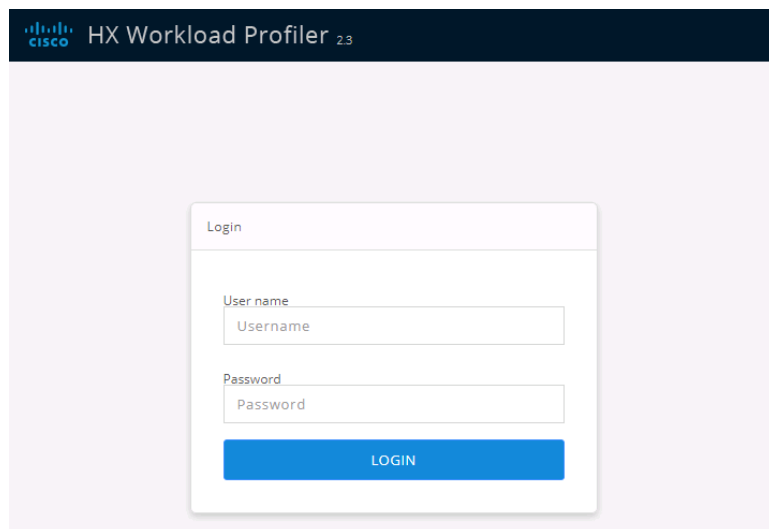 cisco HX Workload Profiler 2.3
Login
User name
Username
Password
Password
LOGIN